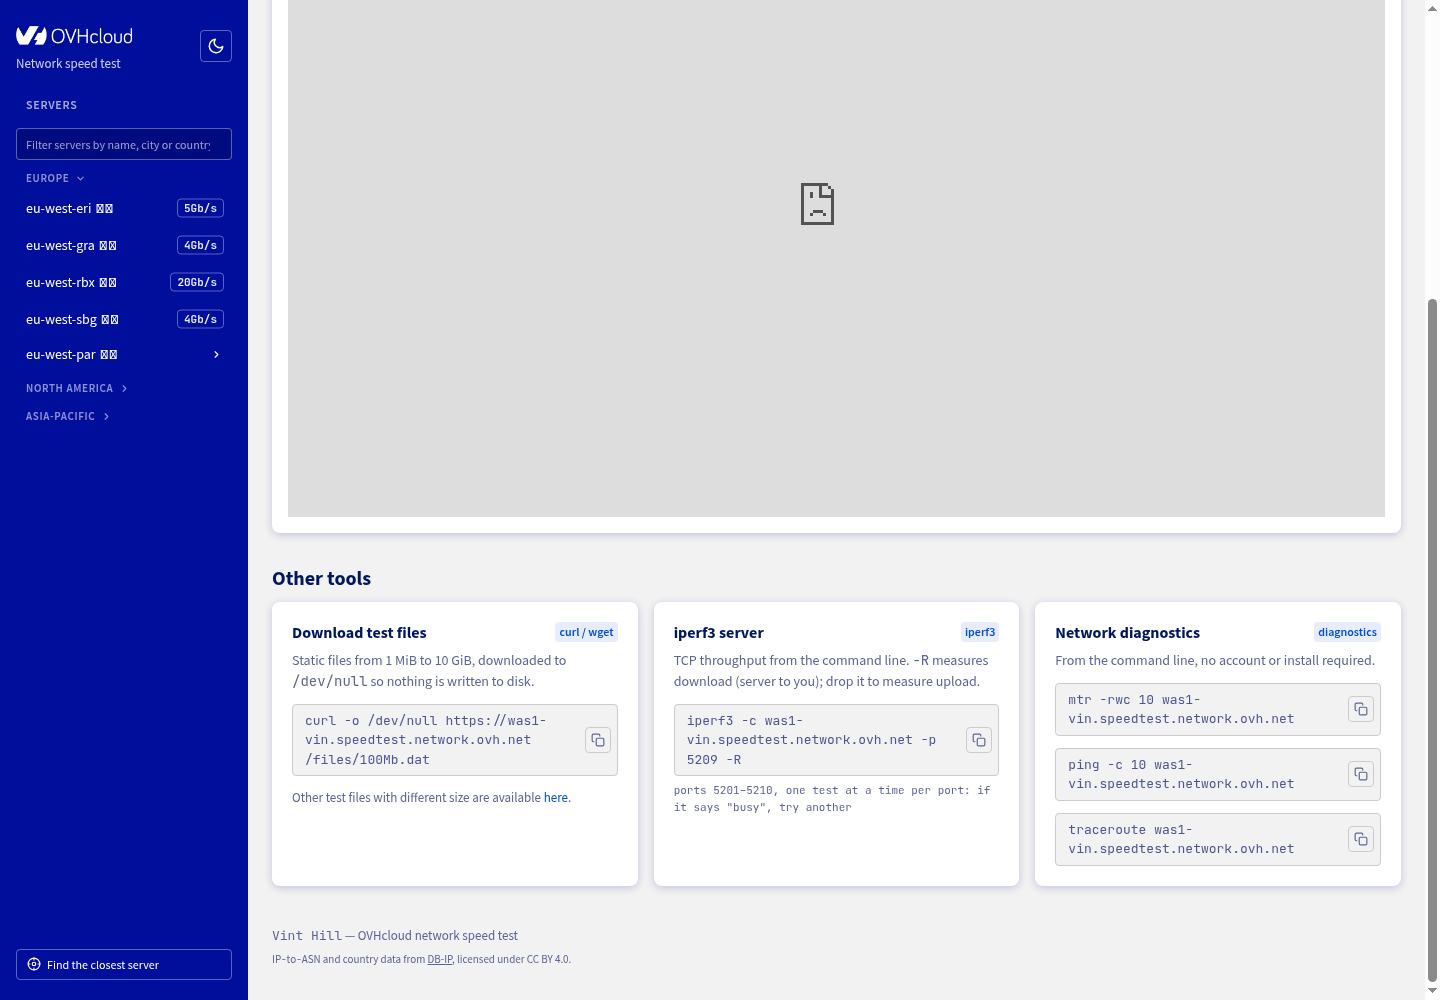 OVHcloud
Network speed test
SERVERS
Filter servers by name, city or country
EUROPE
eu-west-eri
5Gb/s
eu-west-gra
4Gb/s
eu-west-rbx
20Gb/s
eu-west-sbg
4Gb/s
eu-west-par
NORTH AMERICA
ASIA-PACIFIC
Find the closest server
Other tools
Download test files
curl / wget
Static files from 1 MiB to 10 GiB, downloaded to
/dev/null so nothing is written to disk.
curl -o /dev/null https://was1-
vin.speedtest.network.ovh.net
/files/100Mb.dat
Other test files with different size are available here.
iperf3 server
iperf3
TCP throughput from the command line. -R measures
download (server to you); drop it to measure upload.
iperf3 -c was1-
vin.speedtest.network.ovh.net -p
5209 -R
ports 5201–5210, one test at a time per port: if
it says "busy", try another
Network diagnostics
diagnostics
From the command line, no account or install required.
mtr -rwc 10 was1-
vin.speedtest.network.ovh.net
ping -c 10 was1-
vin.speedtest.network.ovh.net
traceroute was1-
vin.speedtest.network.ovh.net
Vint Hill — OVHcloud network speed test
IP-to-ASN and country data from DB-IP, licensed under CC BY 4.0.